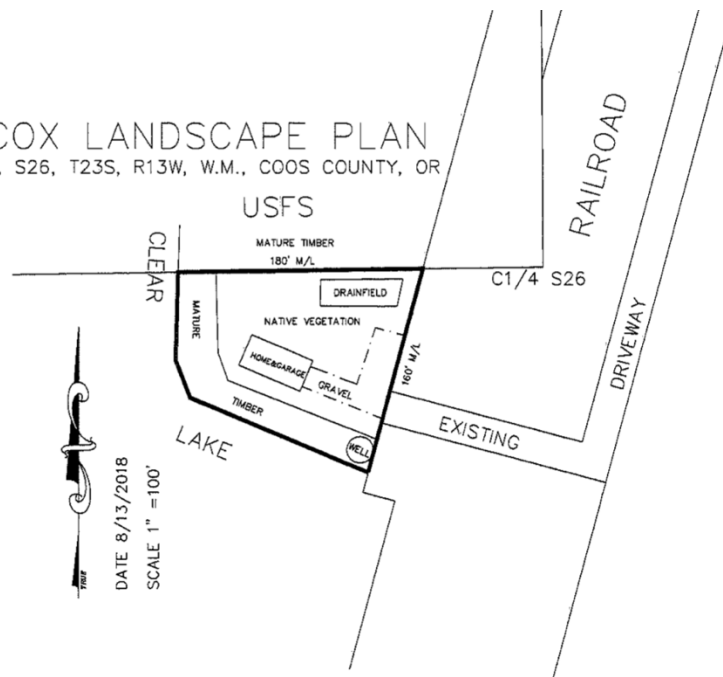 COX LANDSCAPE PLAN
, S26, T23S, R13W, W.M., COOS COUNTY, OR
USFS
MATURE TIMBER
180' M/L
CLEAR
C1/4 S26
RAILROAD
DRAINFIELD
MATURE
NATIVE VEGETATION
HOME&GARAGE
GRAVEL
160' M/L
DRIVEWAY
TIMBER
EXISTING
WELL
LAKE
DATE 8/13/2018
SCALE 1" =100'
TRUE